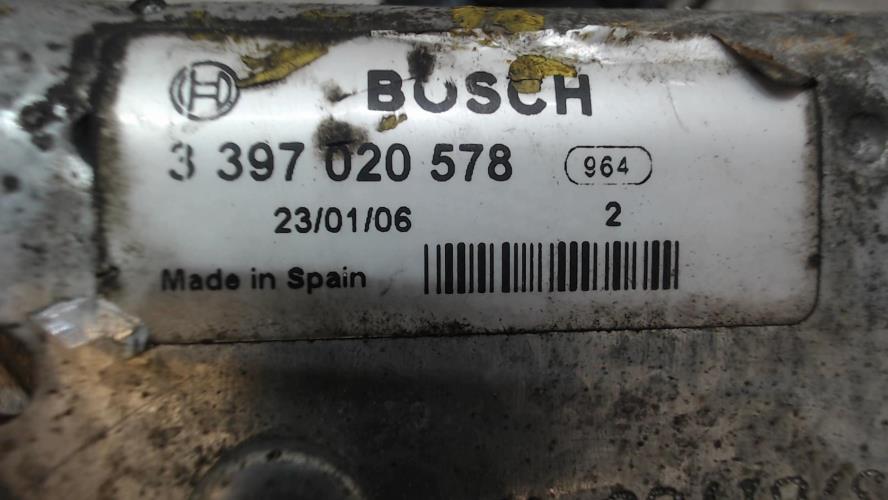 BOSCH
3 397 020 578 964
23/01/06 2
Made in Spain